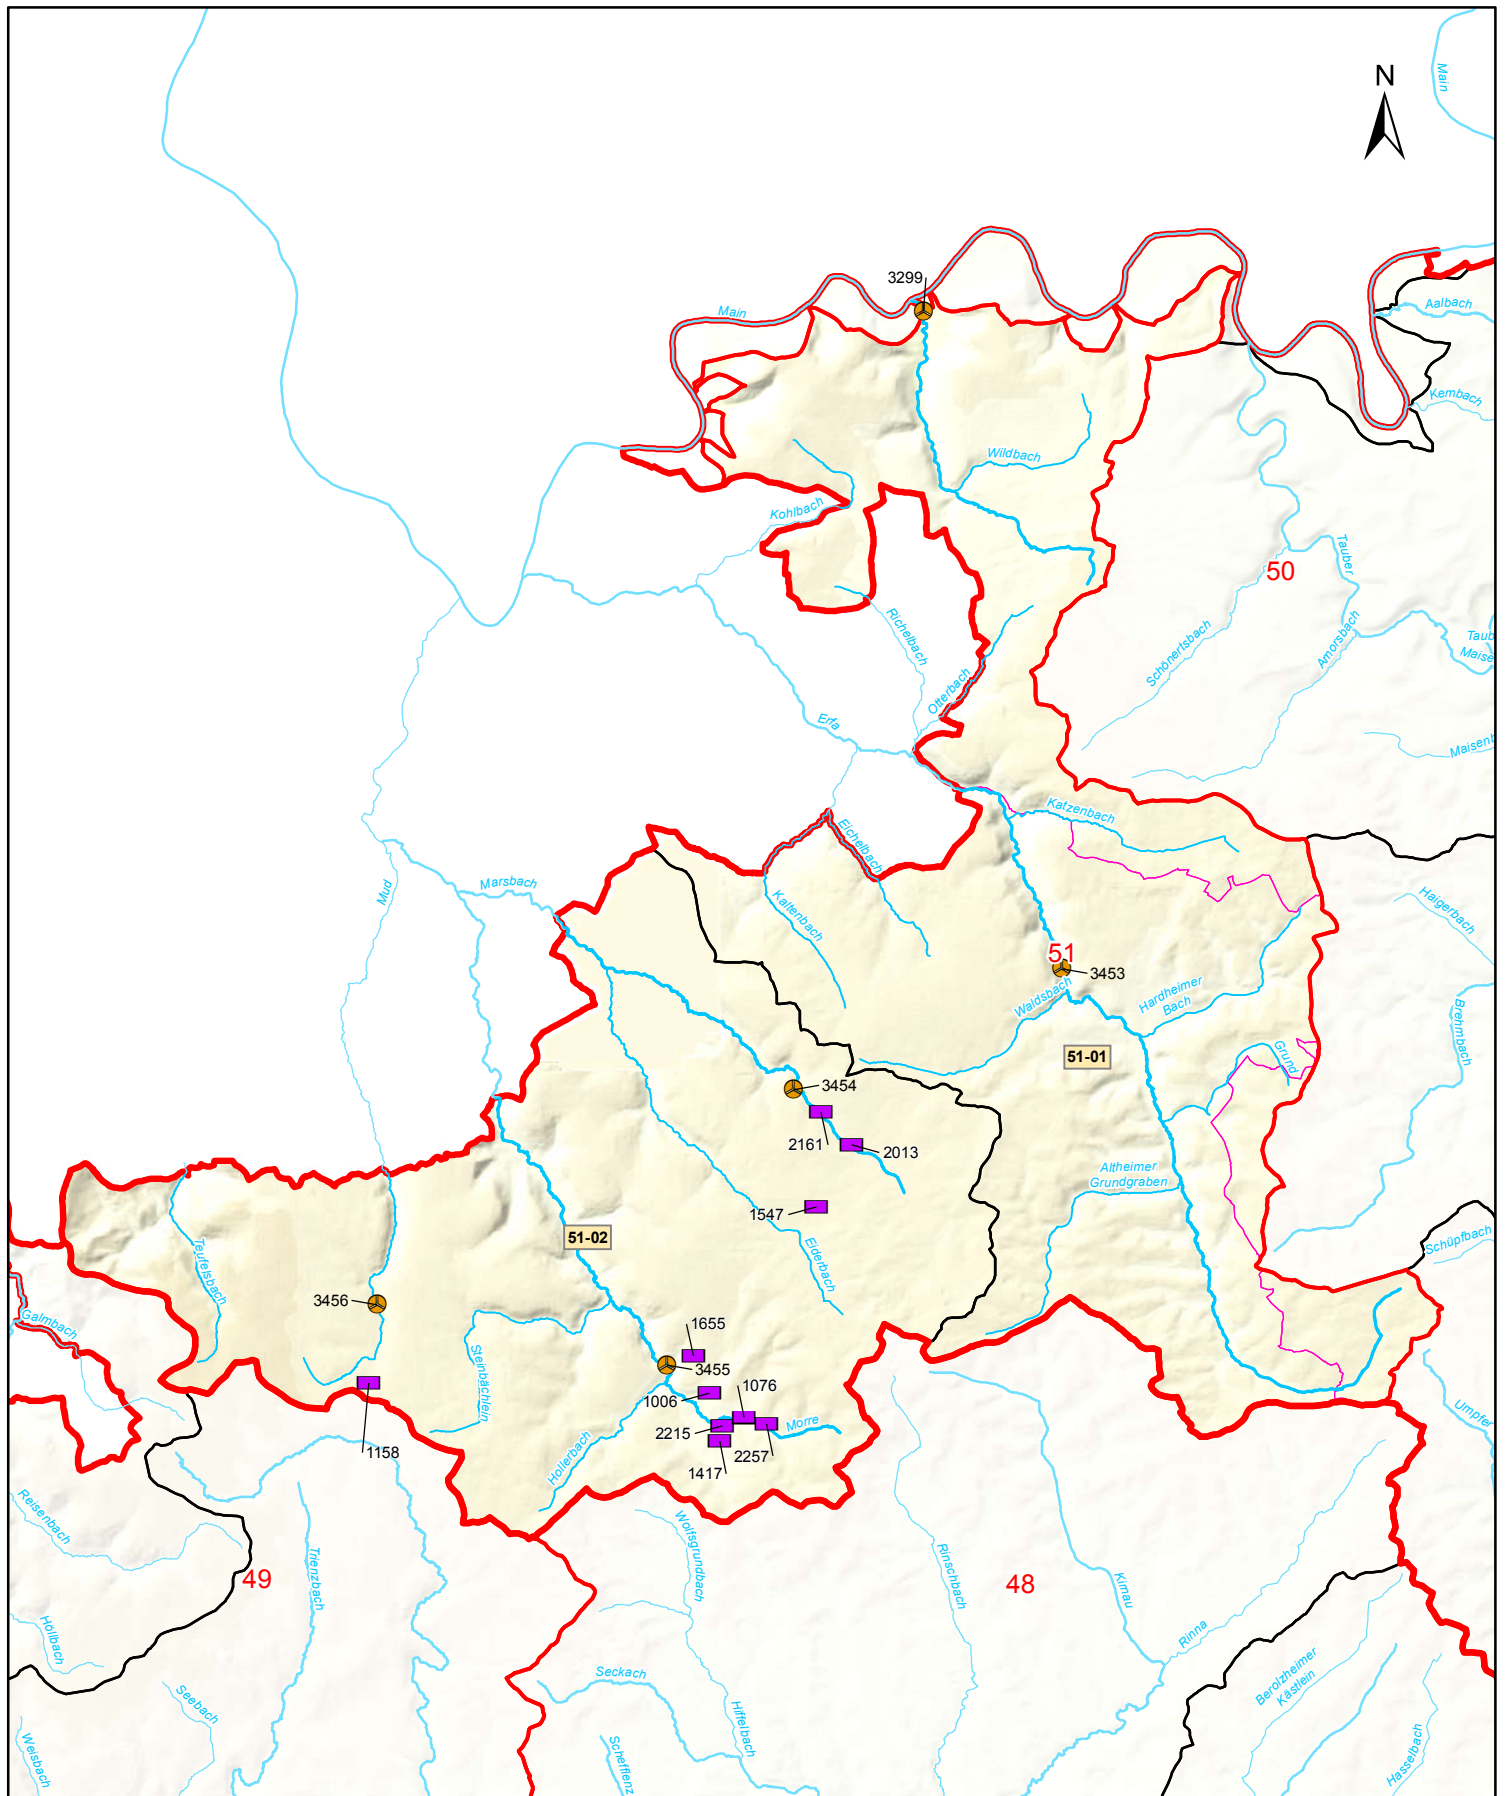 N
Main
3299
Main
Aalbach
Kembach
Wildbach
Kohlbach
Tauber
50
Richelbach
Schönertsbach
Amorsbach
Taub
Maise
Otterbach
Erfa
Maisenb
Katzenbach
Eichelbach
Mud
Marsbach
Kaltenbach
Haigerbach
51
3453
Waldsbach
Hardheimer
Bach
Brehmbach
51-01
Grund
3454
2161
2013
Altheimer
Grundgraben
1547
51-02
Eiderbach
Teufelsbach
Schüpfbach
3456
Galmbach
1655
3455
Steinbächlein
1006
1076
Morre
2215
2257
1417
1158
Hollerbach
Umpfer
Reisenbach
Wolfsgrundbach
Trienzbach
Rinschbach
49
48
Kirnau
Höllbach
Rinna
Seckach
Seebach
Berolzheimer
Kästlein
Hiffelbach
Weisbach
Schefflenz
Hasselbach